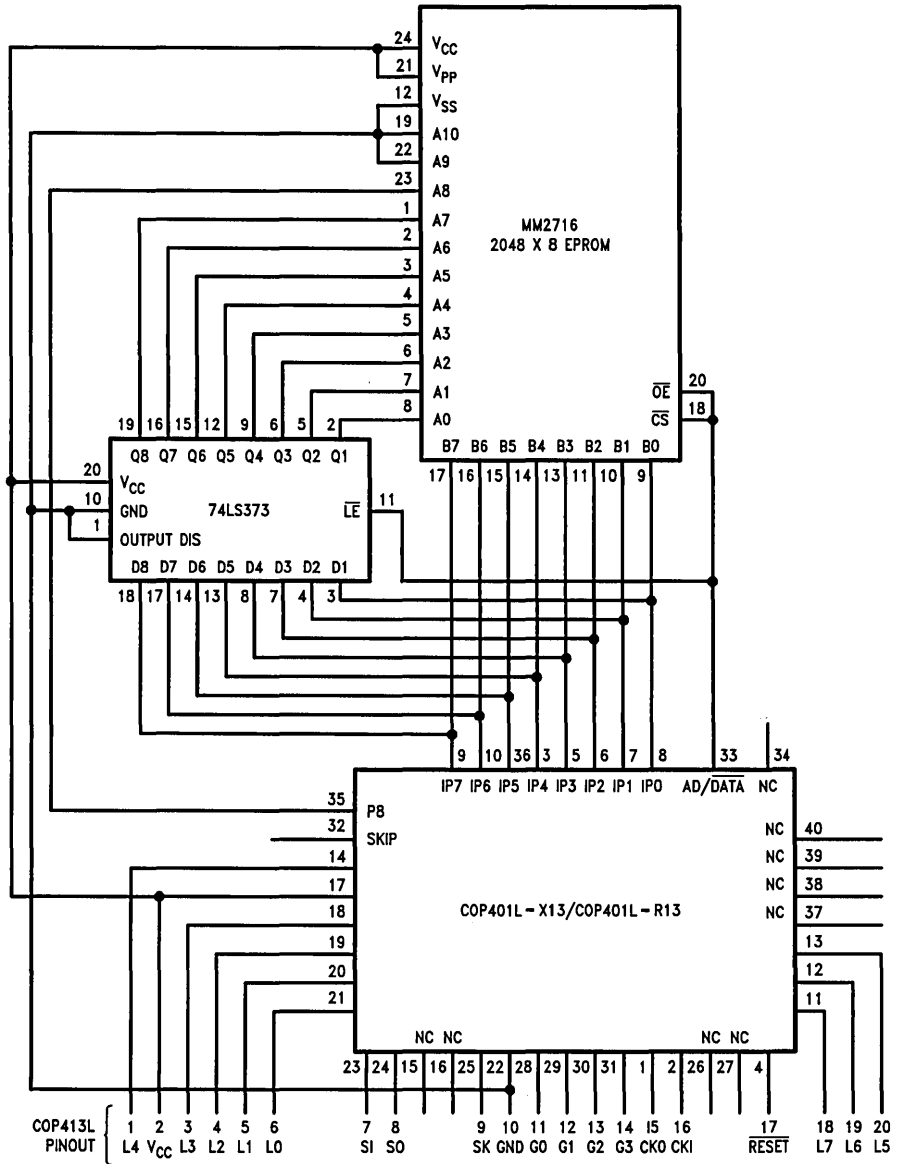 24 V_CC
21 V_PP
12 V_SS
19 A10
22 A9
23 A8
1 A7
2 A6
3 A5
4 A4
5 A3
6 A2
7 A1
8 A0
MM2716
2048 X 8 EPROM
OE 20
CS 18
B7 B6 B5 B4 B3 B2 B1 B0
17 16 15 14 13 11 10 9
19 16 15 12 9 6 5 2
Q8 Q7 Q6 Q5 Q4 Q3 Q2 Q1
20 V_CC
10 GND
1 OUTPUT DIS
74LS373
LE 11
D8 D7 D6 D5 D4 D3 D2 D1
18 17 14 13 8 7 4 3
9 10 36 3 5 6 7 8 33 34
IP7 IP6 IP5 IP4 IP3 IP2 IP1 IP0 AD/DATA NC
35 P8
32 SKIP
14
17
18
19
20
21
COP401L-X13/COP401L-R13
NC 40
NC 39
NC 38
NC 37
13
12
11
NC NC NC NC
23 24 15 16 25 22 28 29 30 31 1 2 26 27 4
COP413L
PINOUT
1 2 3 4 5 6 7 8 9 10 11 12 13 14 15 16 17 18 19 20
L4 V_CC L3 L2 L1 L0 SI SO SK GND G0 G1 G2 G3 CKO CKI RESET L7 L6 L5